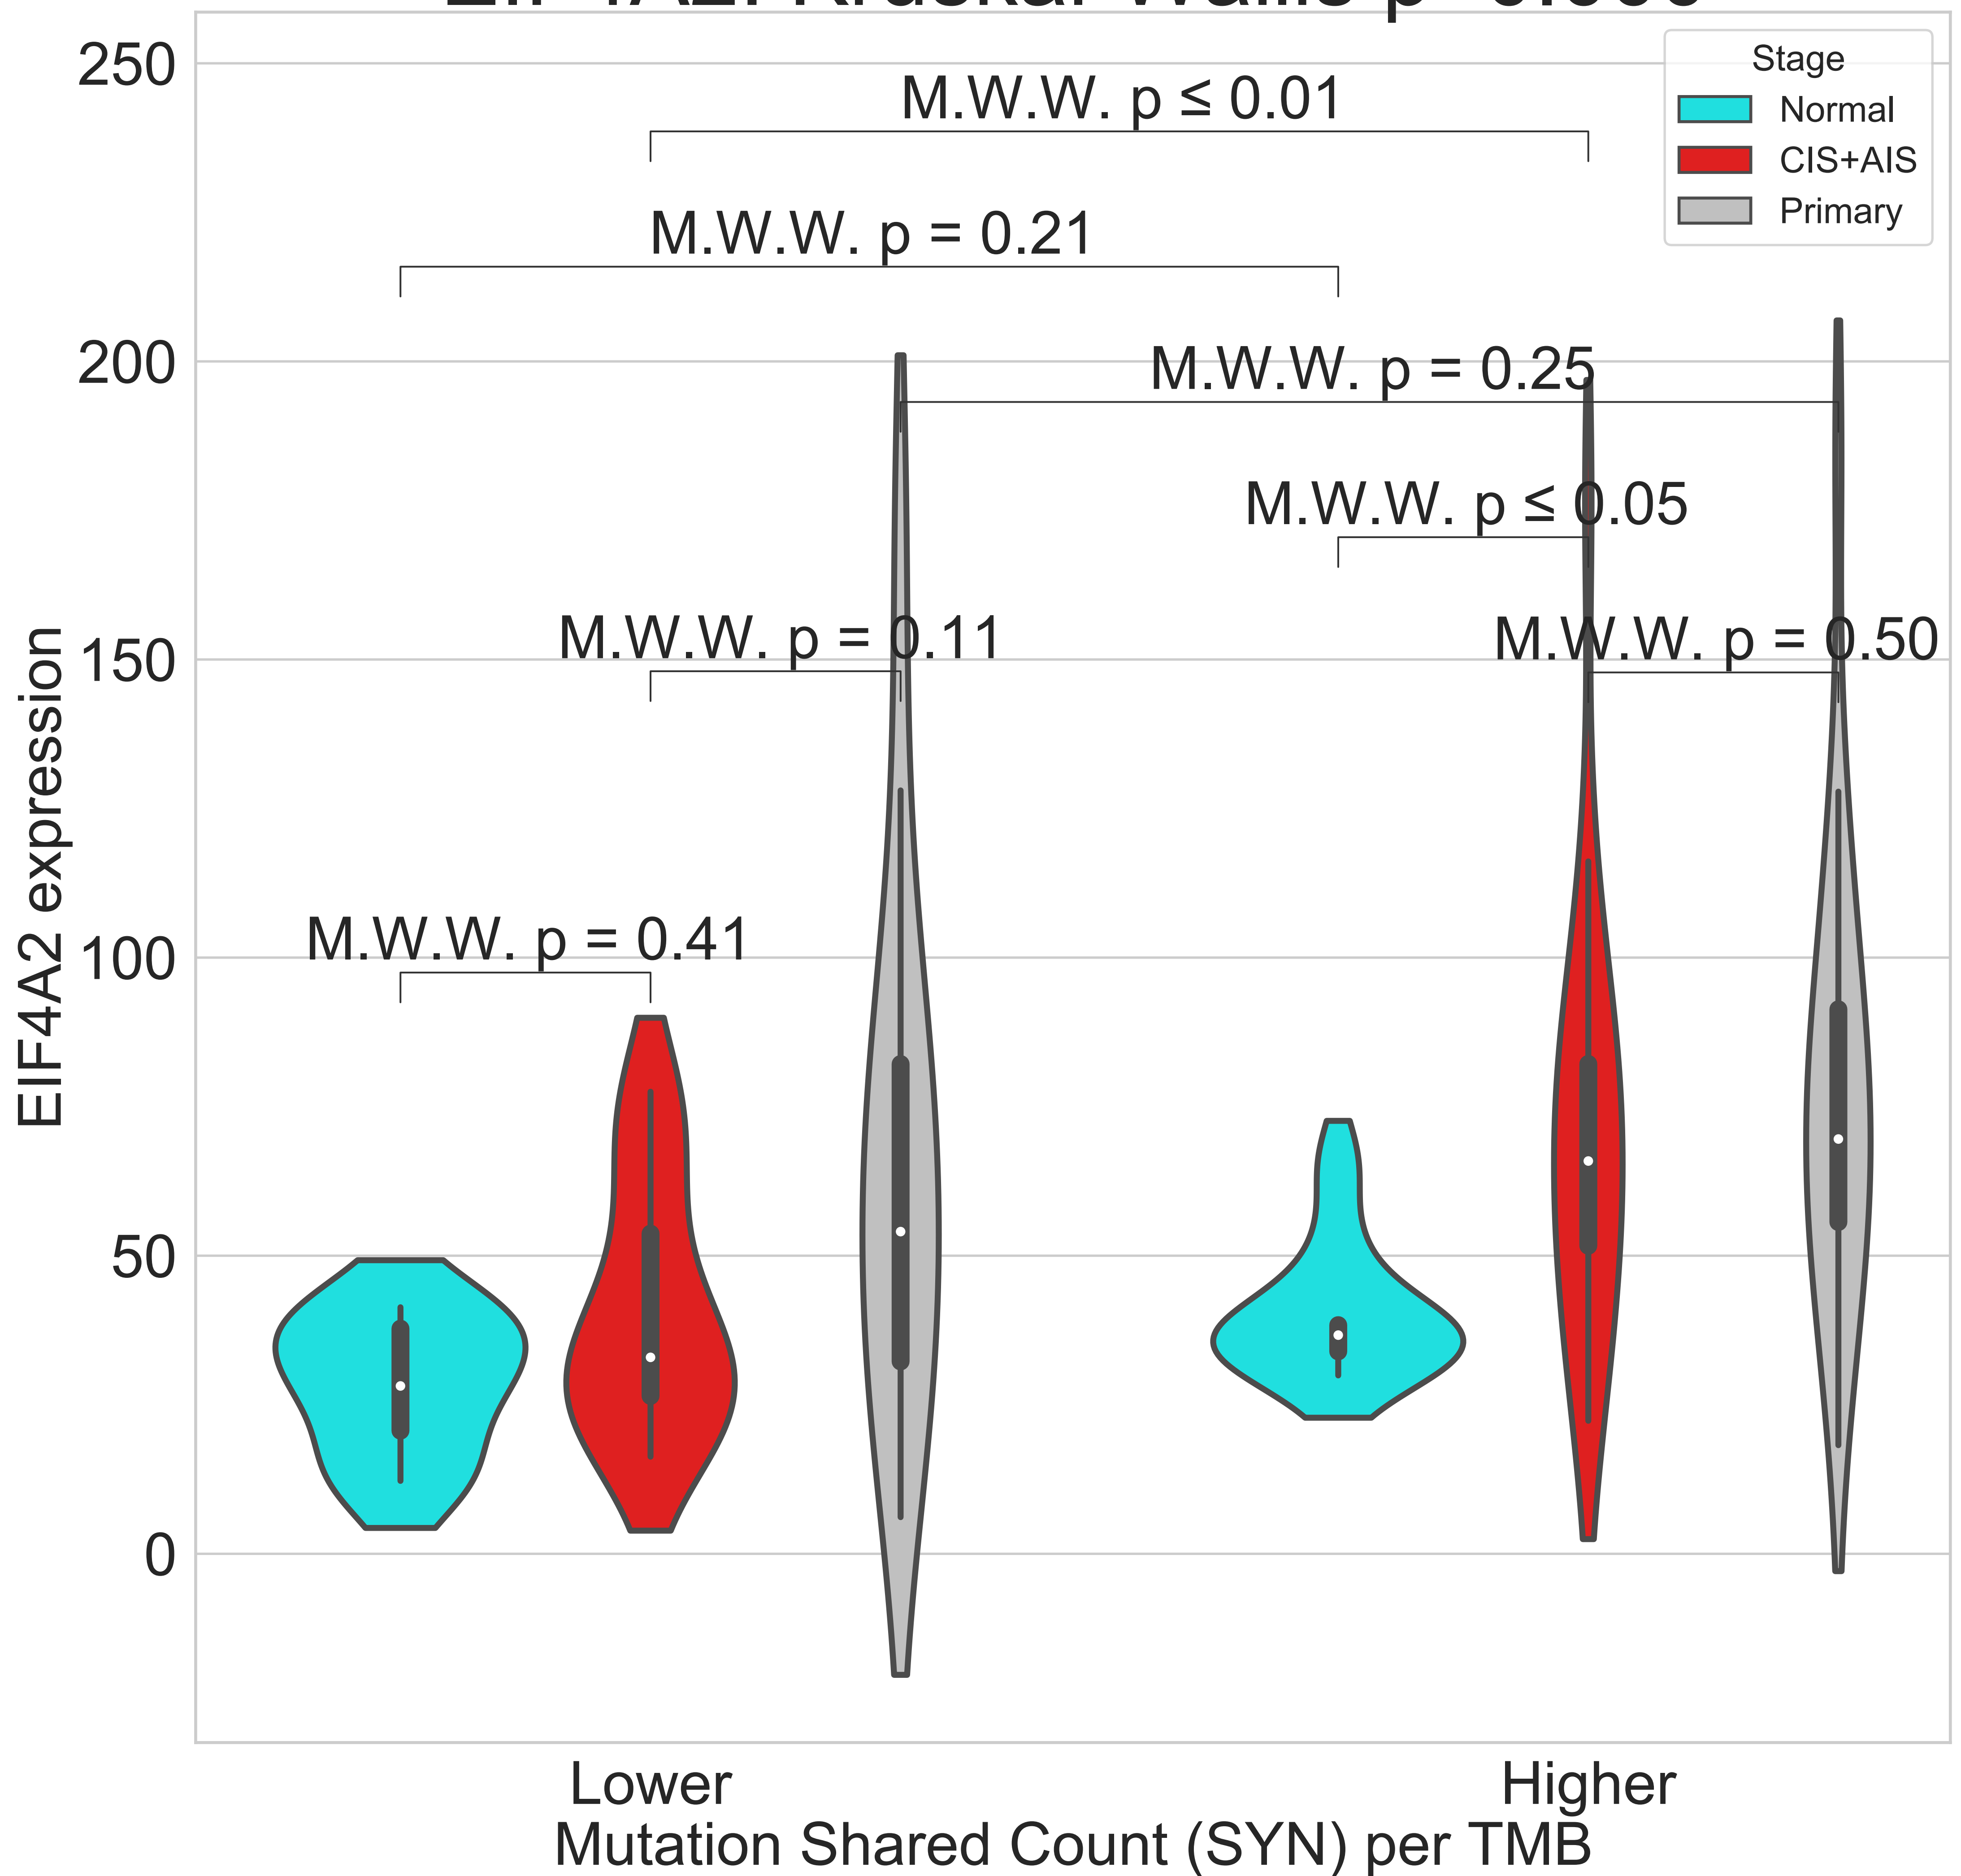 250
Stage
Normal
CIS+AIS
Primary
M.W.W. p ≤ 0.01
M.W.W. p = 0.21
200
M.W.W. p = 0.25
M.W.W. p ≤ 0.05
150
M.W.W. p = 0.11
M.W.W. p = 0.50
EIF4A2 expression
100
M.W.W. p = 0.41
50
0
Lower
Higher
Mutation Shared Count (SYN) per TMB